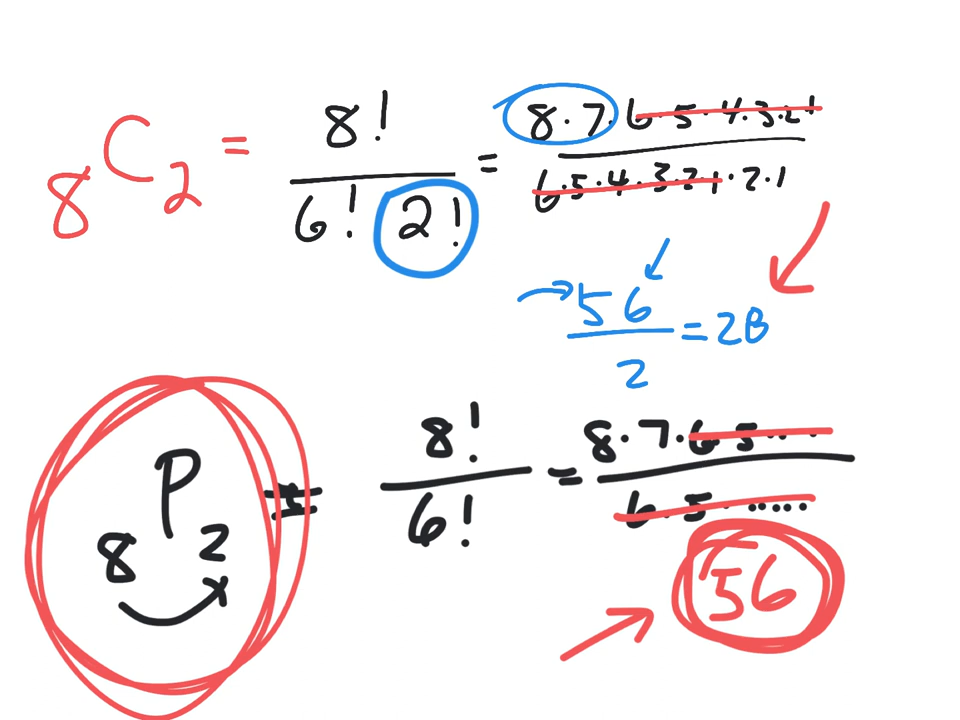 8C2 = 8! / 6! 2! = 8·7·6·5·4·3·2·1 / 6·5·4·3·2·1·2·1
56 / 2 = 28
8P2 = 8! / 6! = 8·7·6·5···· / 6·5······
56